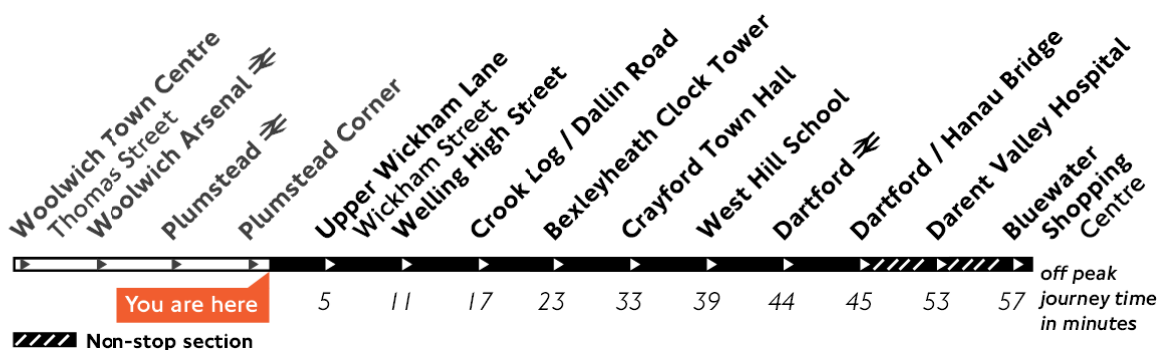 Woolwich Town Centre
Thomas Street
Woolwich Arsenal
Plumstead
Plumstead Corner
Upper Wickham Lane
Wickham Street
Welling High Street
Crook Log / Dallin Road
Bexleyheath Clock Tower
Crayford Town Hall
West Hill School
Dartford
Dartford / Hanau Bridge
Darent Valley Hospital
Bluewater
Shopping
Centre
You are here
5 11 17 23 33 39 44 45 53 57
off peak
journey time
in minutes
Non-stop section